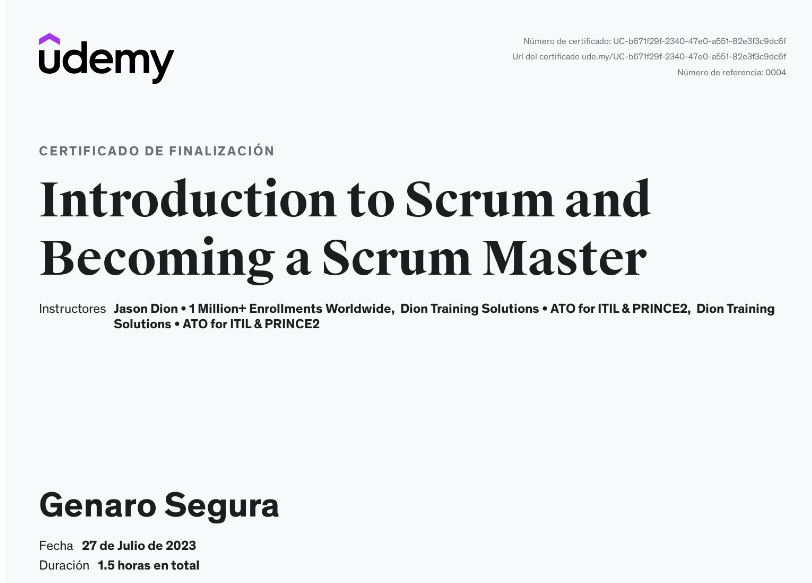 udemy
Número de certificado: UC-b671f29f-2340-47e0-a551-82e3f3c9dc6f
Url del certificado ude.my/UC-b671f29f-2340-47e0-a551-82e3f3c9dc6f
Número de referencia: 0004
CERTIFICADO DE FINALIZACIÓN
Introduction to Scrum and
Becoming a Scrum Master
Instructores Jason Dion • 1 Million+ Enrollments Worldwide, Dion Training Solutions • ATO for ITIL & PRINCE2, Dion Training
Solutions • ATO for ITIL & PRINCE2
Genaro Segura
Fecha 27 de Julio de 2023
Duración 1.5 horas en total